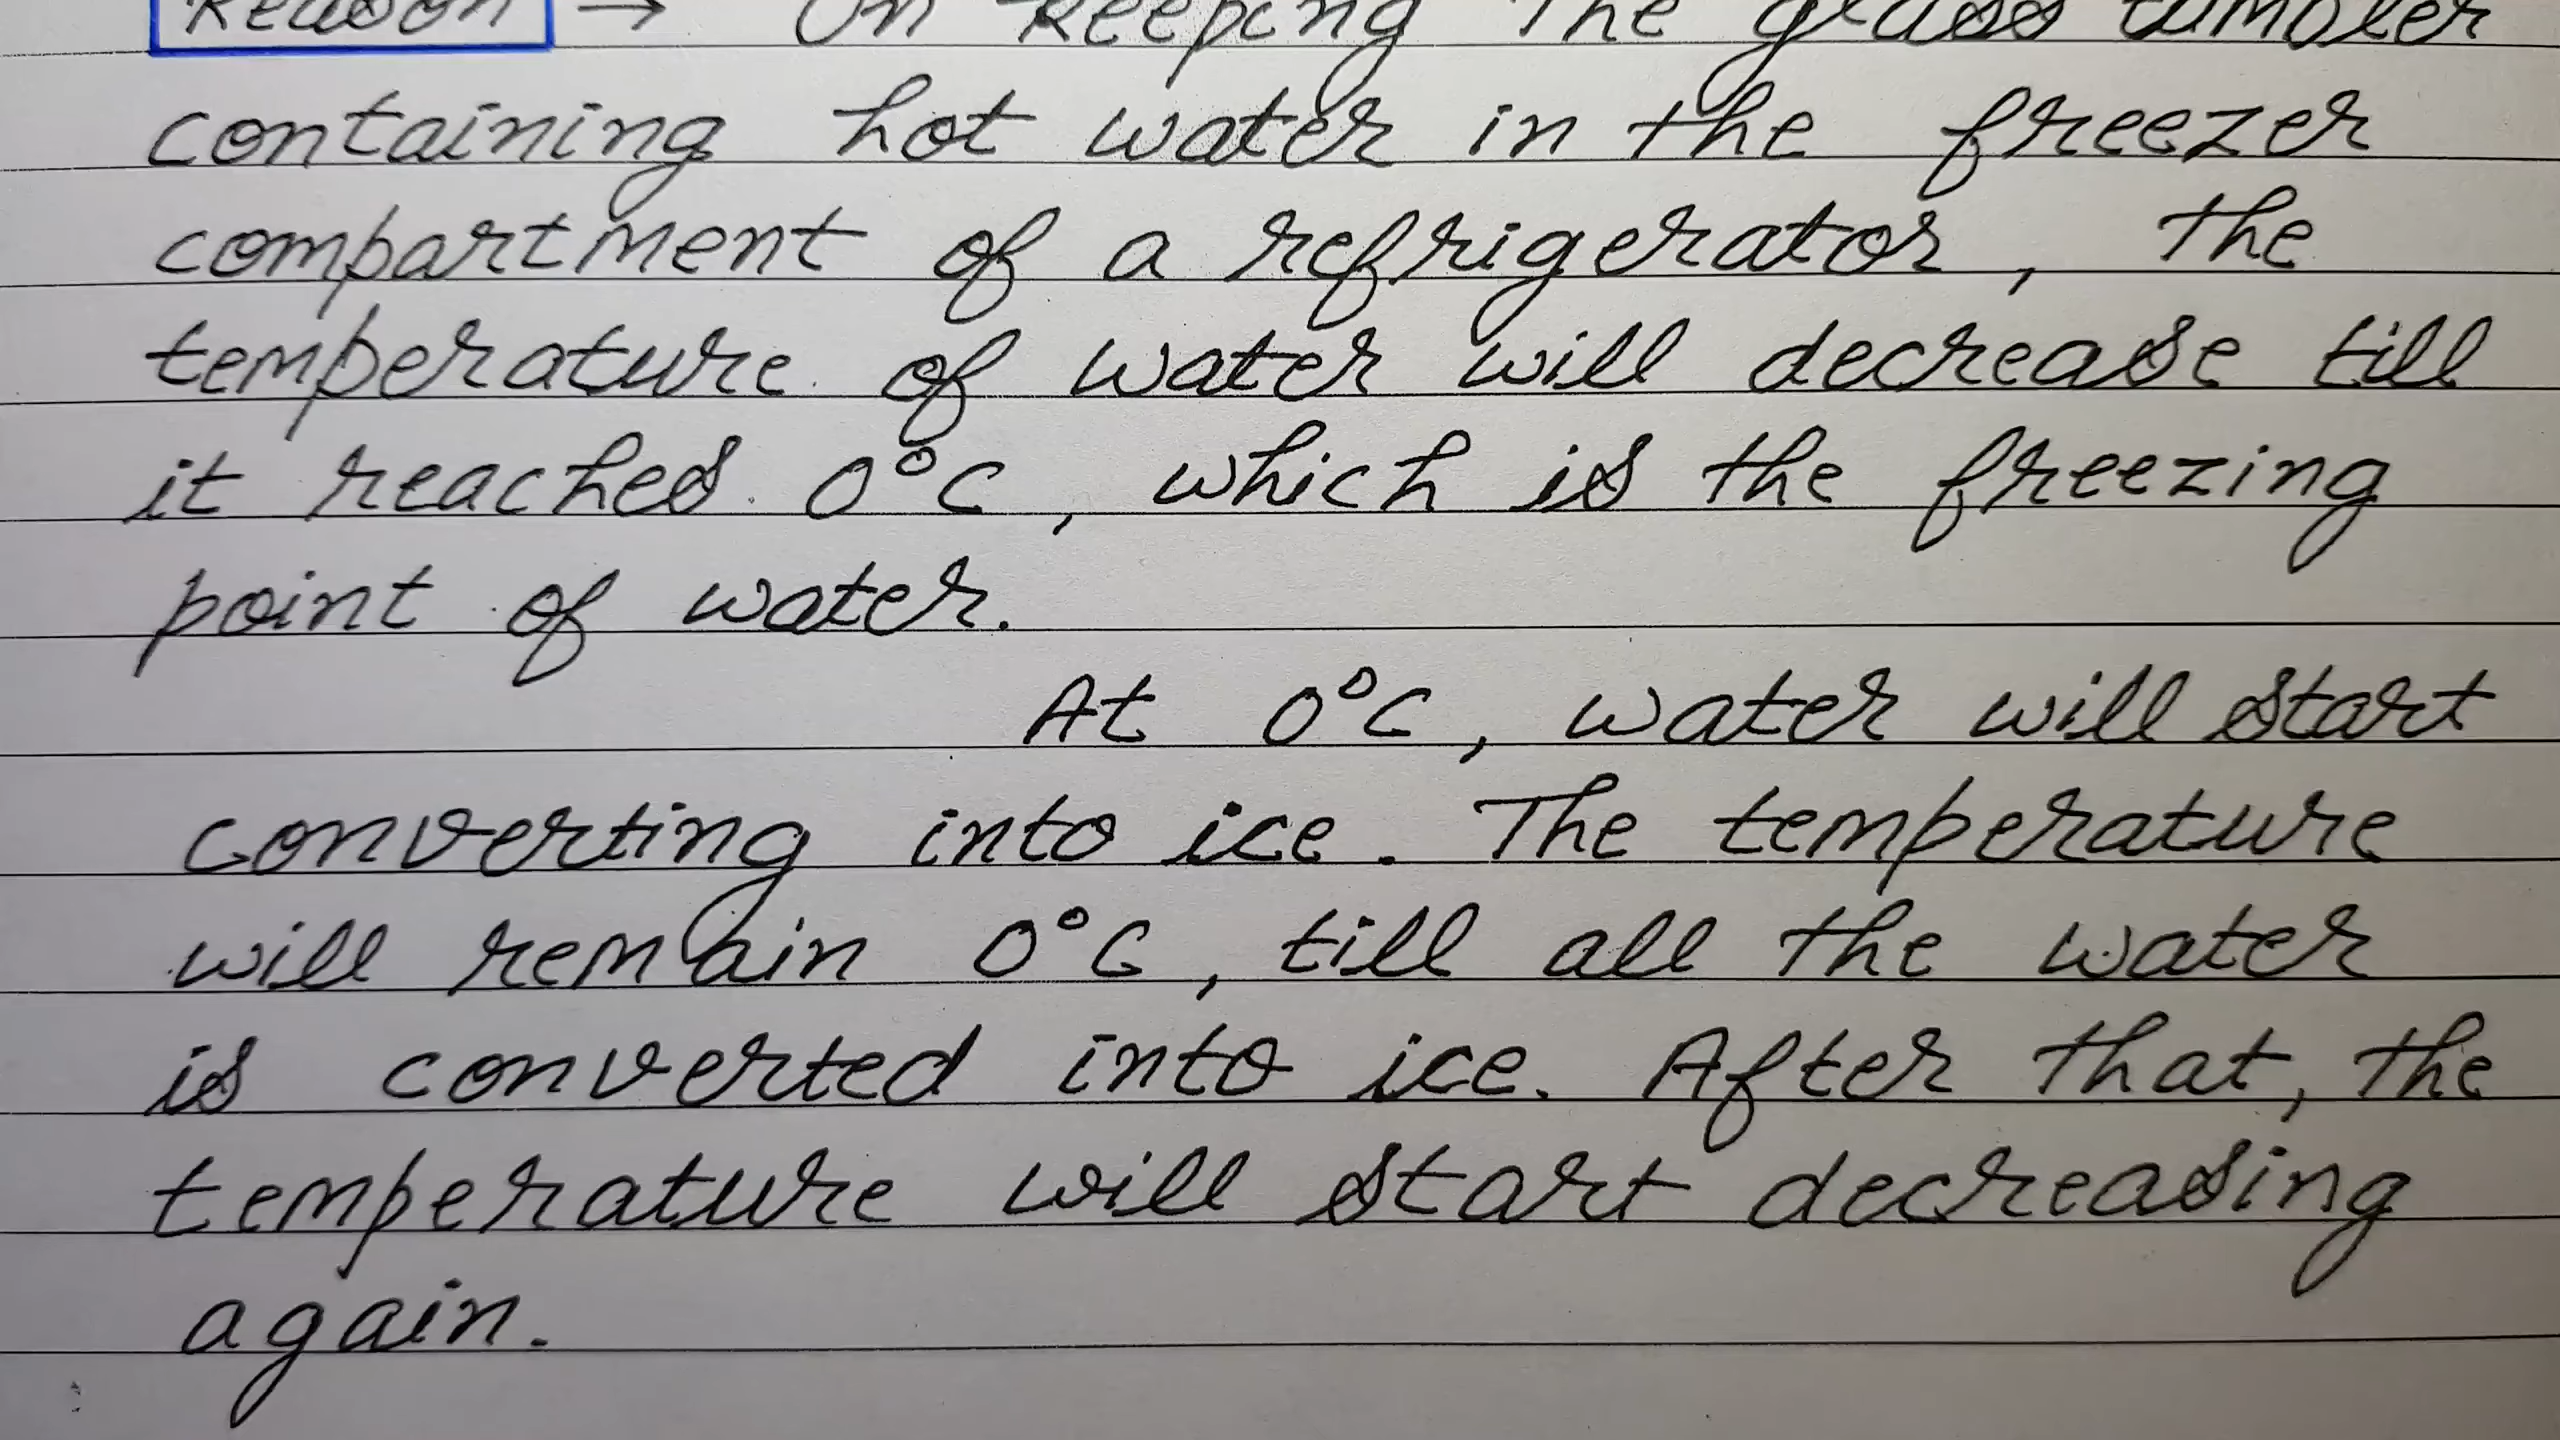 Reason → On keeping the glass tumbler
containing hot water in the freezer
compartment of a refrigerator, the
temperature of water will decrease till
it reaches 0°C, which is the freezing
point of water.
At 0°C, water will start
converting into ice. The temperature
will remain 0°C, till all the water
is converted into ice. After that, the
temperature will start decreasing
again.